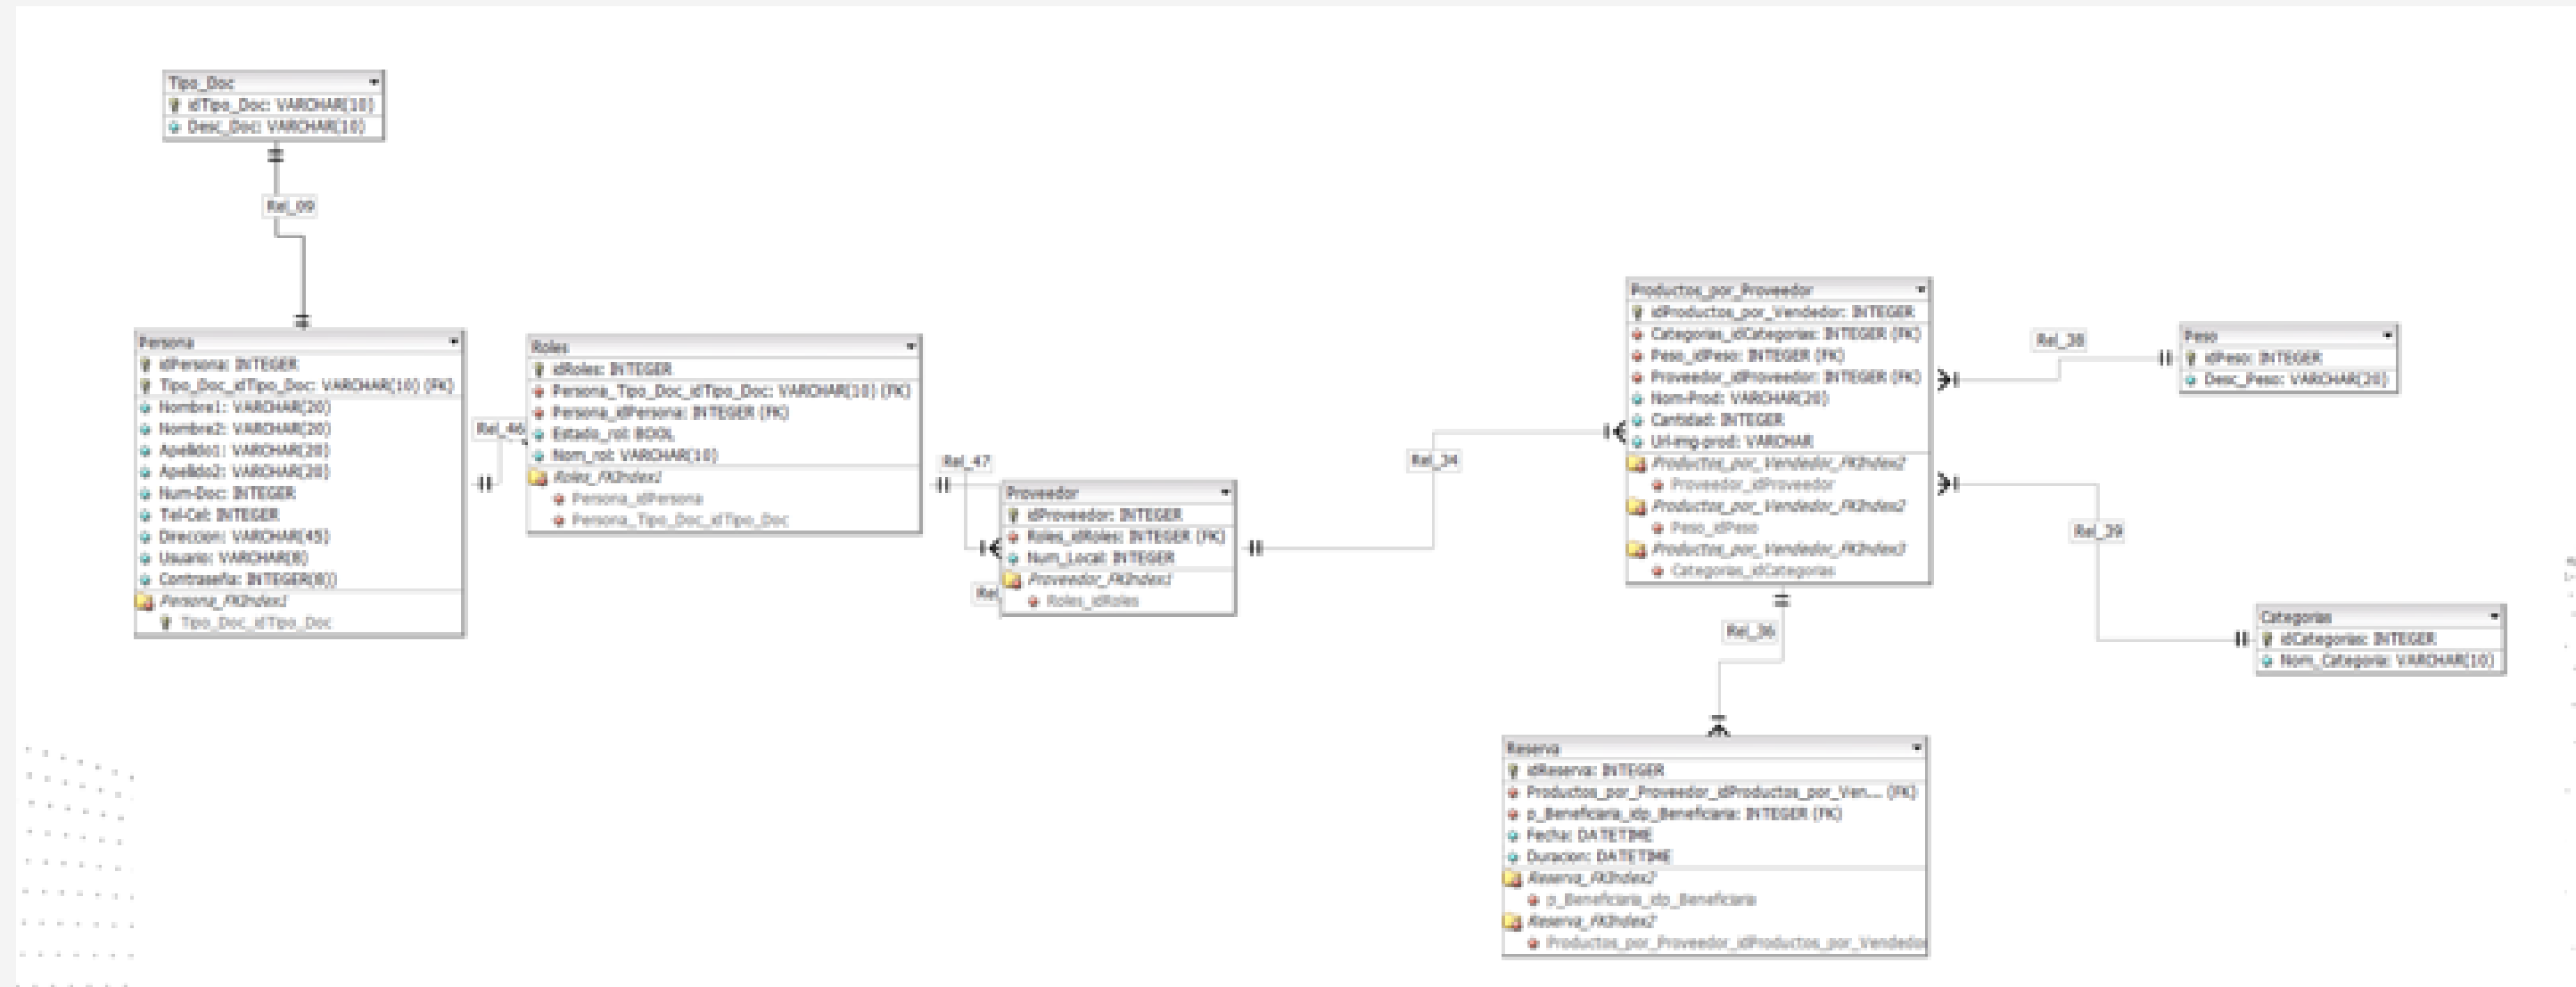 Tipo_Doc
idTipo_Doc: VARCHAR(10)
Desc_Doc: VARCHAR(10)
Rel_09
Persona
idPersona: INTEGER
Tipo_Doc_idTipo_Doc: VARCHAR(10) (FK)
Nombre1: VARCHAR(20)
Nombre2: VARCHAR(20)
Apellido1: VARCHAR(20)
Apellido2: VARCHAR(20)
Num-Doc: INTEGER
Tel-Cel: INTEGER
Direccion: VARCHAR(45)
Usuario: VARCHAR(8)
Contraseña: INTEGER(8))
Persona_FKIndex1
Tipo_Doc_idTipo_Doc
Rel_46
Roles
idRoles: INTEGER
Persona_Tipo_Doc_idTipo_Doc: VARCHAR(10) (FK)
Persona_idPersona: INTEGER (FK)
Estado_rol: BOOL
Nom_rol: VARCHAR(10)
Roles_FKIndex1
Persona_idPersona
Persona_Tipo_Doc_idTipo_Doc
Rel_47
Proveedor
idProveedor: INTEGER
Roles_idRoles: INTEGER (FK)
Num_Local: INTEGER
Proveedor_FKIndex1
Roles_idRoles
Rel
Rel_34
Productos_por_Proveedor
idProductos_por_Vendedor: INTEGER
Categorias_idCategorias: INTEGER (FK)
Peso_idPeso: INTEGER (FK)
Proveedor_idProveedor: INTEGER (FK)
Nom-Prod: VARCHAR(20)
Cantidad: INTEGER
Url-img-prod: VARCHAR
Productos_por_Vendedor_FKIndex2
Proveedor_idProveedor
Productos_por_Vendedor_FKIndex2
Peso_idPeso
Productos_por_Vendedor_FKIndex3
Categorias_idCategorias
Rel_38
Peso
idPeso: INTEGER
Desc_Peso: VARCHAR(20)
Rel_39
Categorias
idCategorias: INTEGER
Nom_Categoria: VARCHAR(10)
Rel_36
Reserva
idReserva: INTEGER
Productos_por_Proveedor_idProductos_por_Ven... (FK)
p_Beneficiaria_idp_Beneficiaria: INTEGER (FK)
Fecha: DATETIME
Duracion: DATETIME
Reserva_FKIndex2
p_Beneficiaria_idp_Beneficiaria
Reserva_FKIndex2
Productos_por_Proveedor_idProductos_por_Vendedo